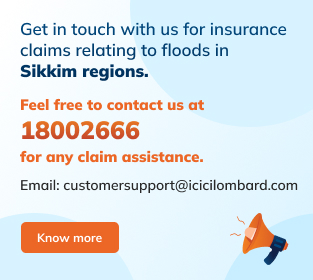 Get in touch with us for insurance
claims relating to floods in
Sikkim regions.
Feel free to contact us at
18002666
for any claim assistance.
Email: customersupport@icicilombard.com
Know more